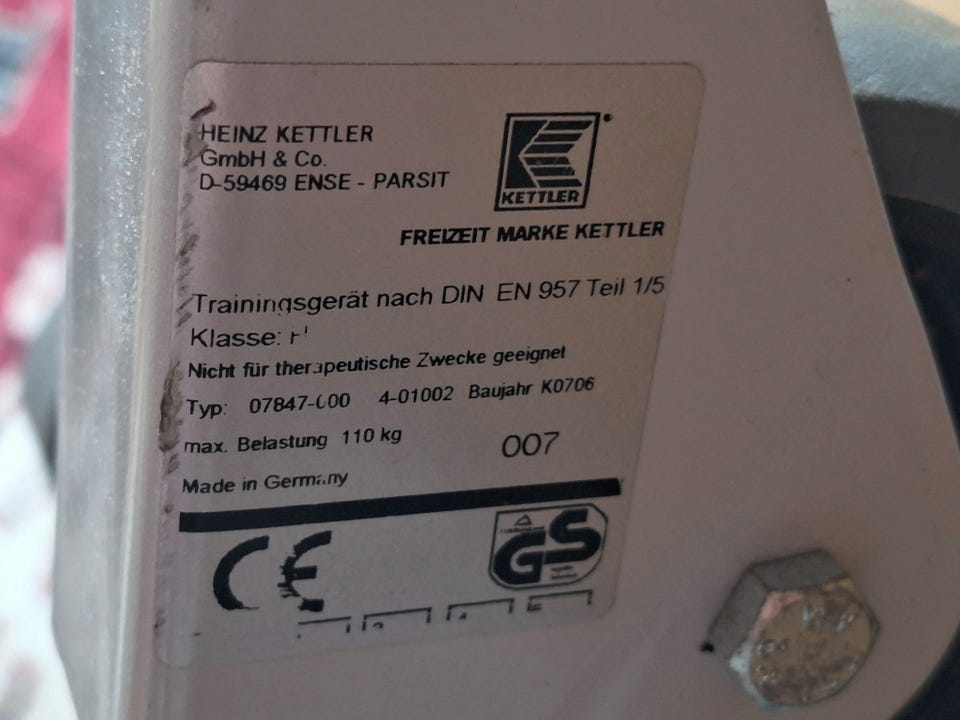 HEINZ KETTLER
GmbH & Co.
D-59469 ENSE - PARSIT
KETTLER
FREIZEIT MARKE KETTLER
Trainingsgerät nach DIN EN 957 Teil 1/5
Klasse:
Nicht für therapeutische Zwecke geeignet
Typ: 07847-000 4-01002 Baujahr K0706
max. Belastung 110 kg
007
Made in Germany
CE
GS